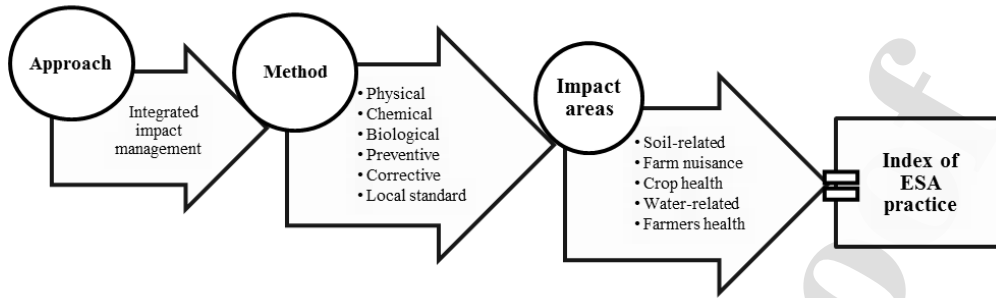 Approach
Integrated
impact
management
Method
• Physical
• Chemical
• Biological
• Preventive
• Corrective
• Local standard
Impact
areas
• Soil-related
• Farm nuisance
• Crop health
• Water-related
• Farmers health
Index of
ESA
practice